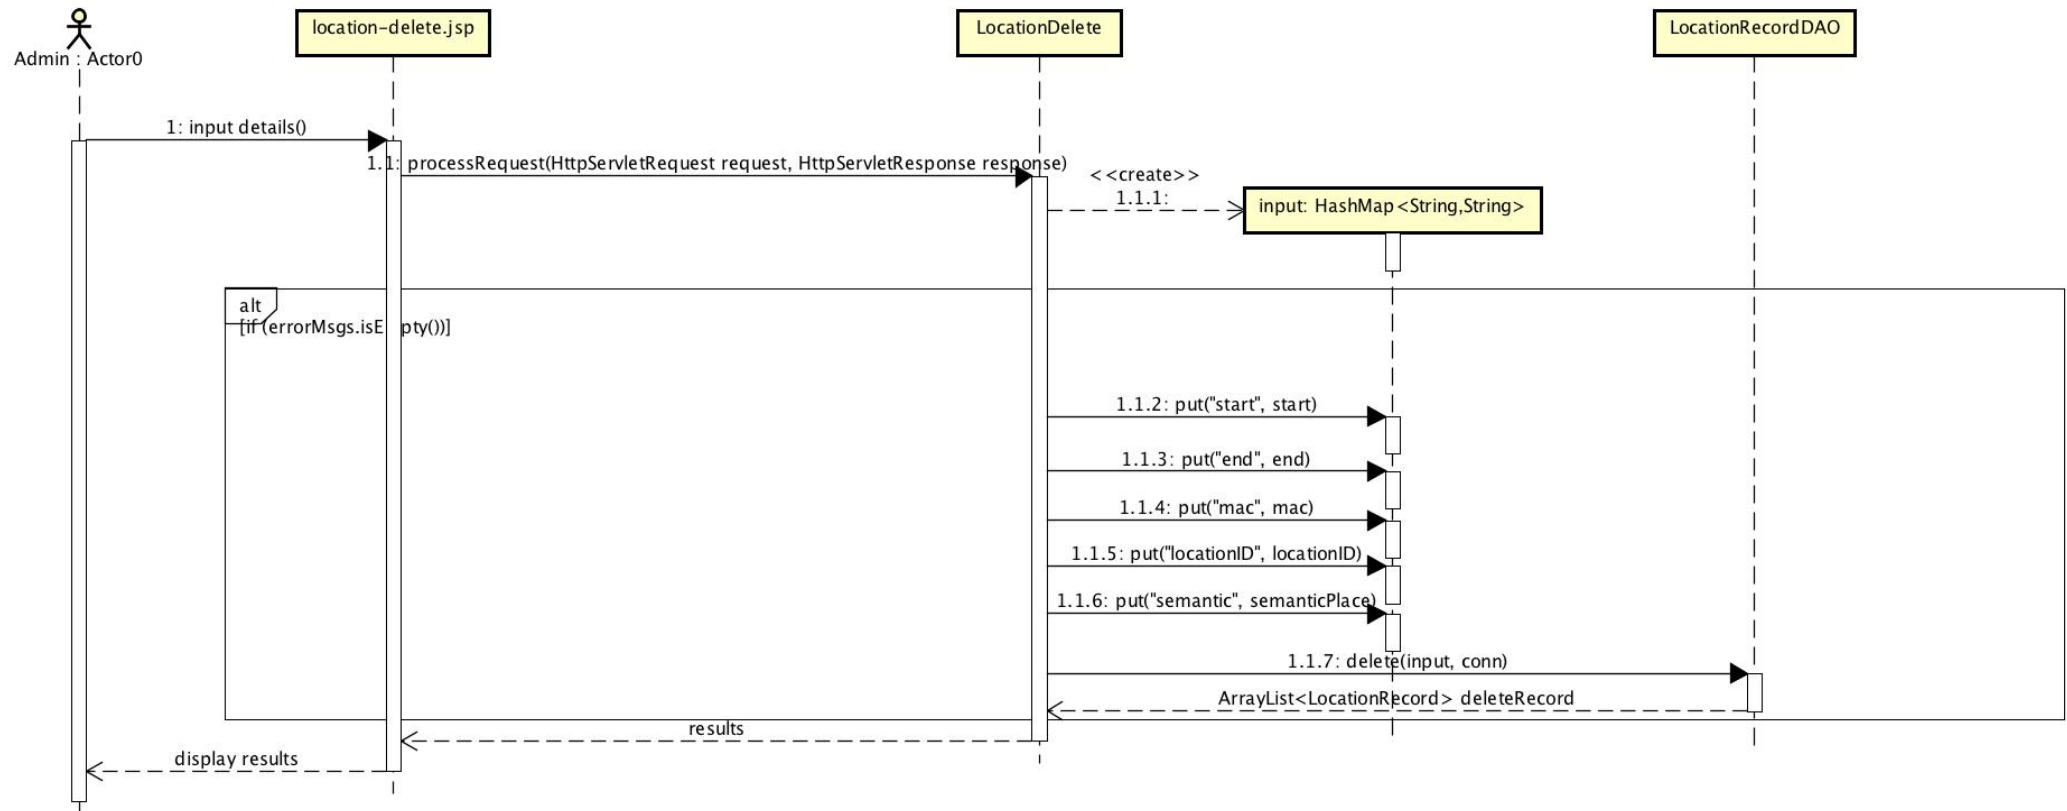 Admin : Actor0
location-delete.jsp
LocationDelete
LocationRecordDAO
1: input details()
1.1: processRequest(HttpServletRequest request, HttpServletResponse response)
<<create>>
1.1.1:
input: HashMap<String,String>
alt
[if (errorMsgs.isE pty())]
1.1.2: put("start", start)
1.1.3: put("end", end)
1.1.4: put("mac", mac)
1.1.5: put("locationID", locationID)
1.1.6: put("semantic", semanticPlace)
1.1.7: delete(input, conn)
ArrayList<LocationRecord> deleteRecord
results
display results